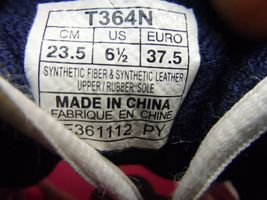 T364N
CM US EURO
23.5 6½ 37.5
SYNTHETIC FIBER & SYNTHETIC LEATHER
UPPER / RUBBER SOLE
MADE IN CHINA
FABRIQUE EN CHINE
PY